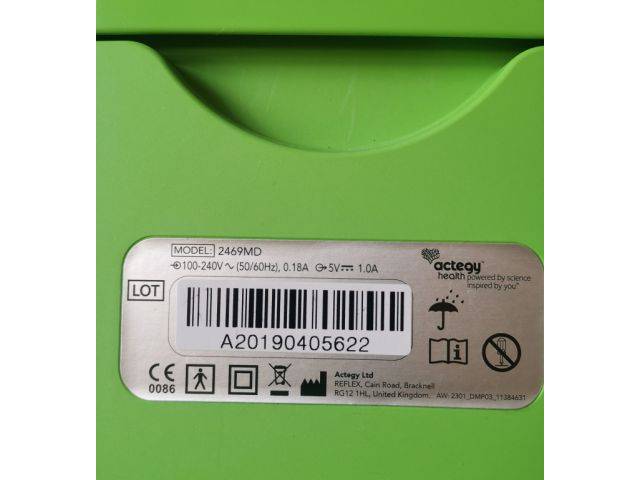 MODEL: 2469MD
100-240V ~ (50/60Hz), 0.18A 5V 1.0A
actegy
health powered by science
inspired by you"
LOT
A20190405622
CE
0086
i
Actegy Ltd
REFLEX, Cain Road, Bracknell
RG12 1HL, United Kingdom. AW: 2301_DMP03_11384631